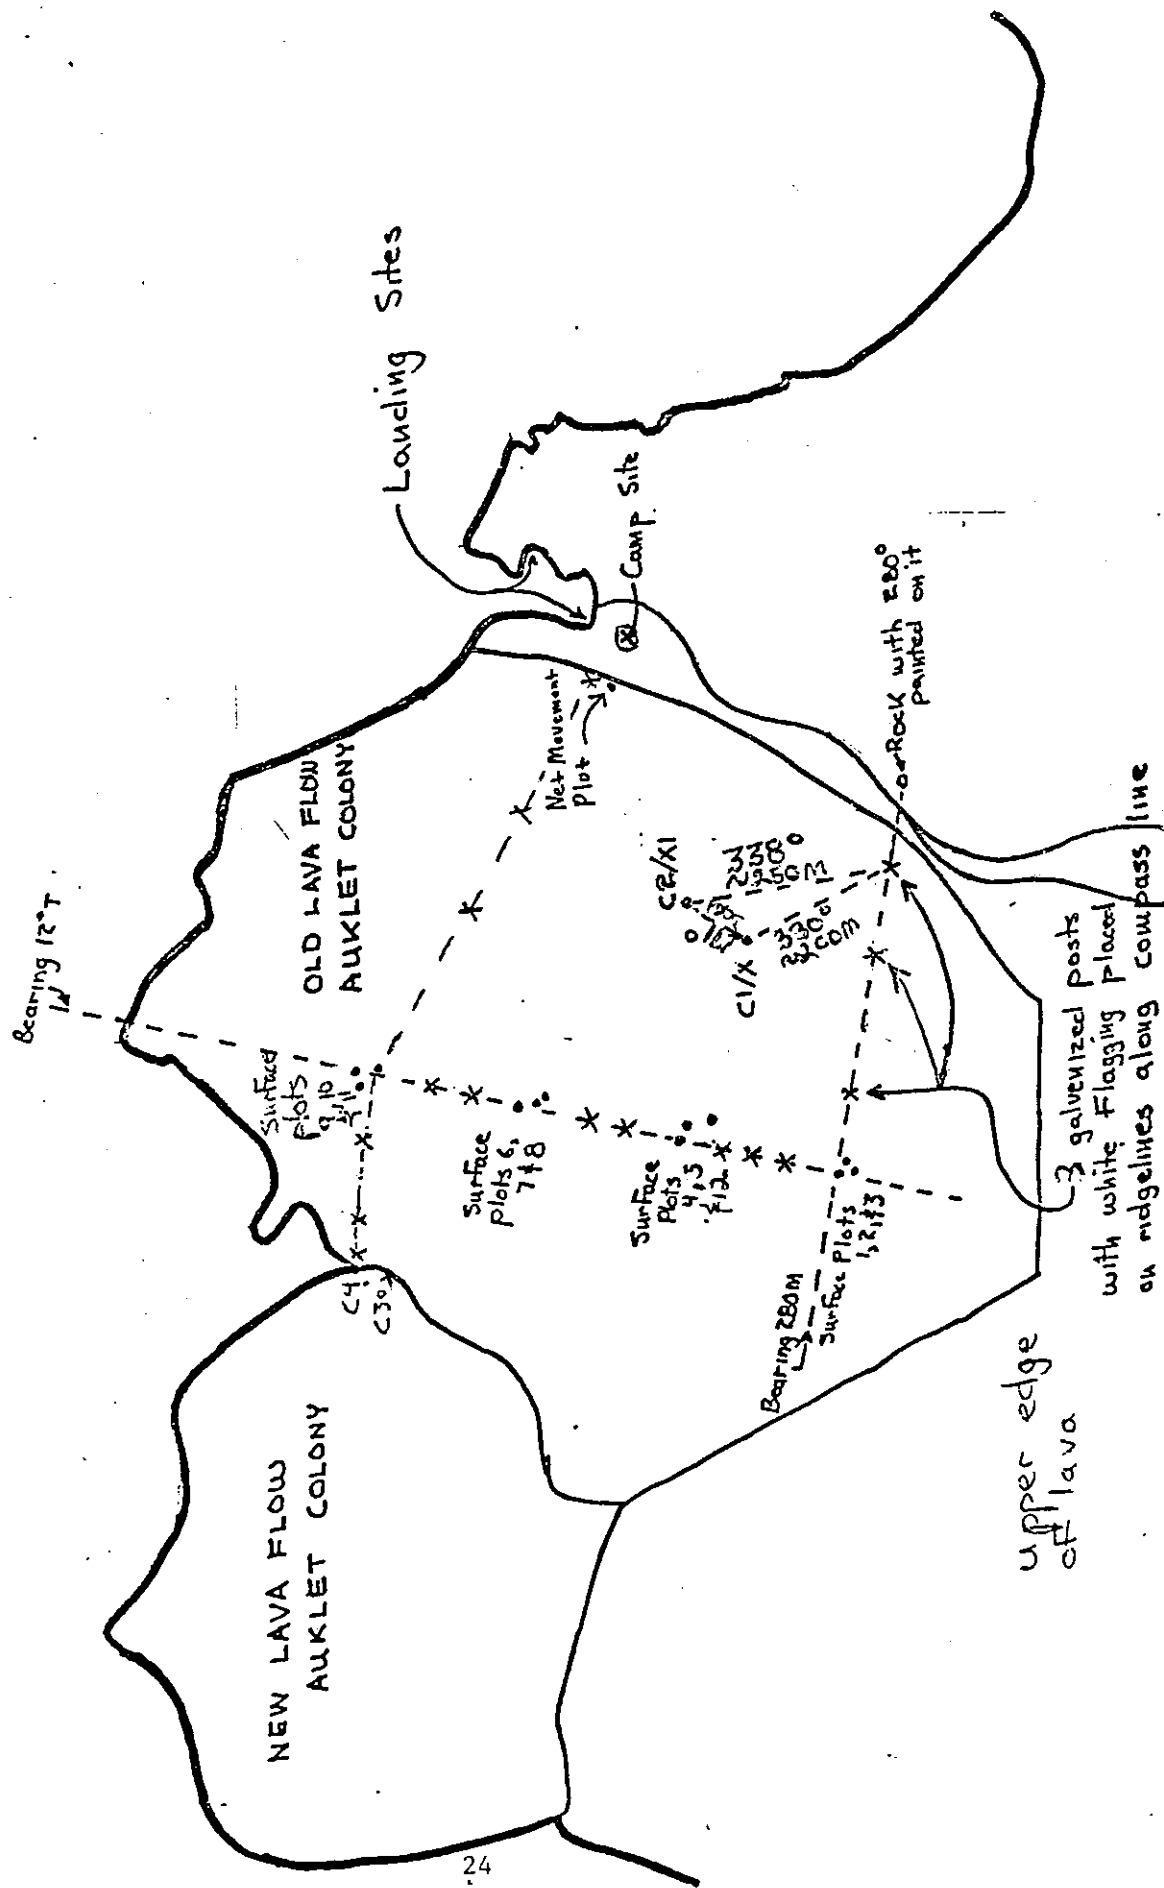 Bearing 12°T
Landing Sites
OLD LAVA FLOW
AUKLET COLONY
Surface
plots
9, 10
& 11
Net Movement
Plot
Camp Site
NEW LAVA FLOW
AUKLET COLONY
C4
C3
Surface
plots 6,
7 & 8
Surface
Plots
4, 5
& 12
C2/X1
C1/X
Rock with 280°
painted on it
Bearing 280M
Surface Plots
1, 2, & 3
3 galvenized posts
with white Flagging placed
on ridgelines along compass line
upper edge
of lava
24